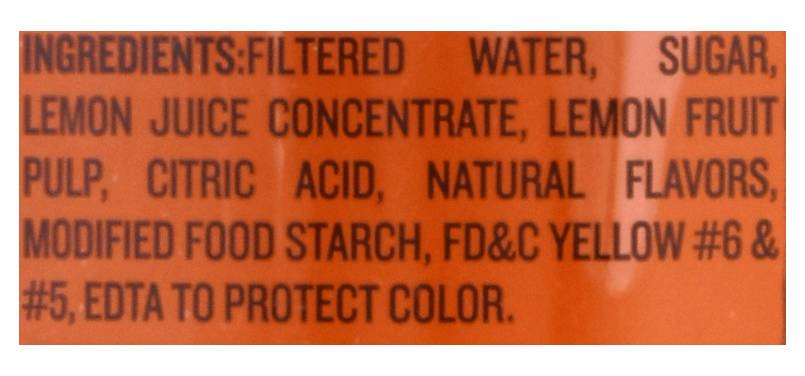 INGREDIENTS:FILTERED WATER, SUGAR,
LEMON JUICE CONCENTRATE, LEMON FRUIT
PULP, CITRIC ACID, NATURAL FLAVORS,
MODIFIED FOOD STARCH, FD&C YELLOW #6 &
#5, EDTA TO PROTECT COLOR.